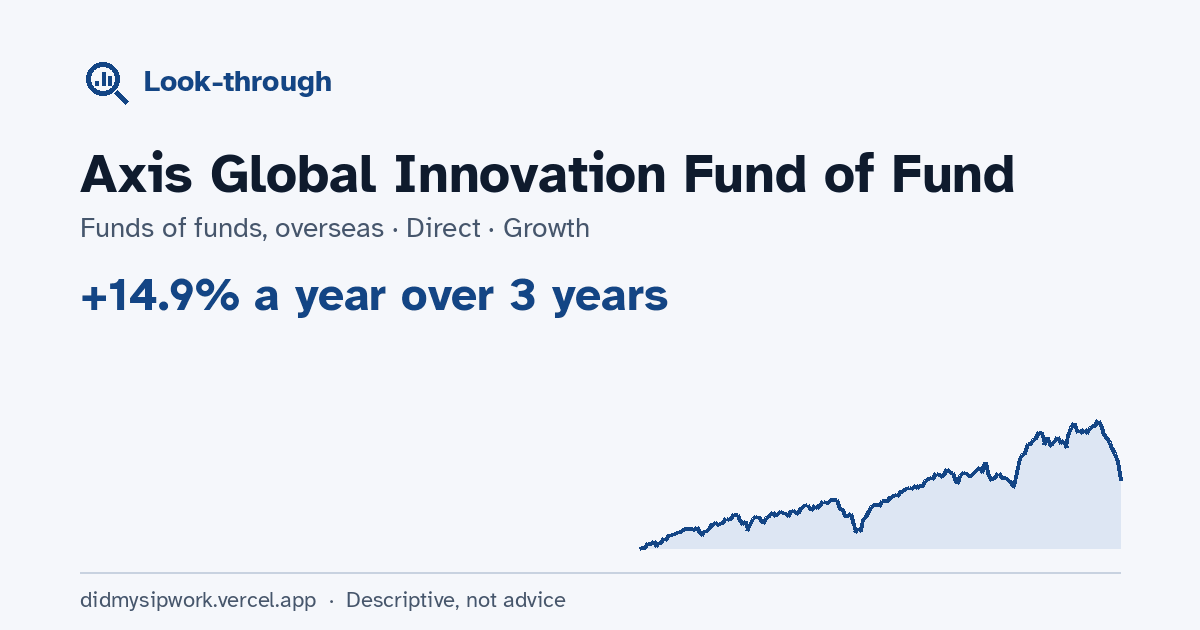 Look-through
Axis Global Innovation Fund of Fund
Funds of funds, overseas · Direct · Growth
+14.9% a year over 3 years
didmysipwork.vercel.app · Descriptive, not advice